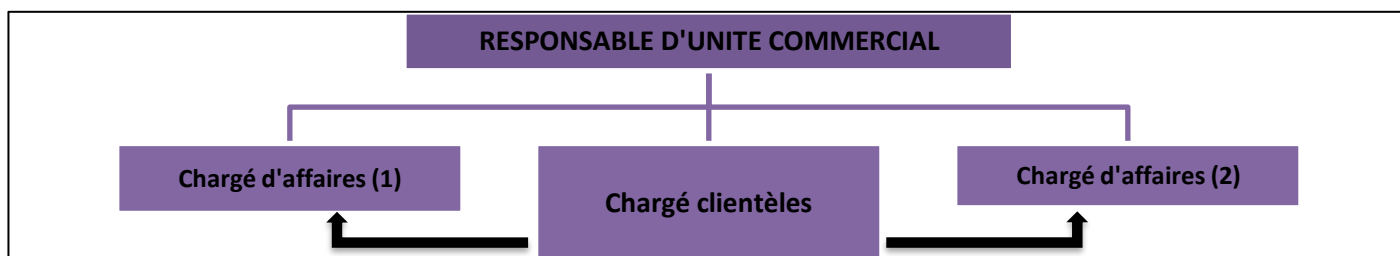 RESPONSABLE D'UNITE COMMERCIAL
Chargé d'affaires (1)
Chargé clientèles
Chargé d'affaires (2)